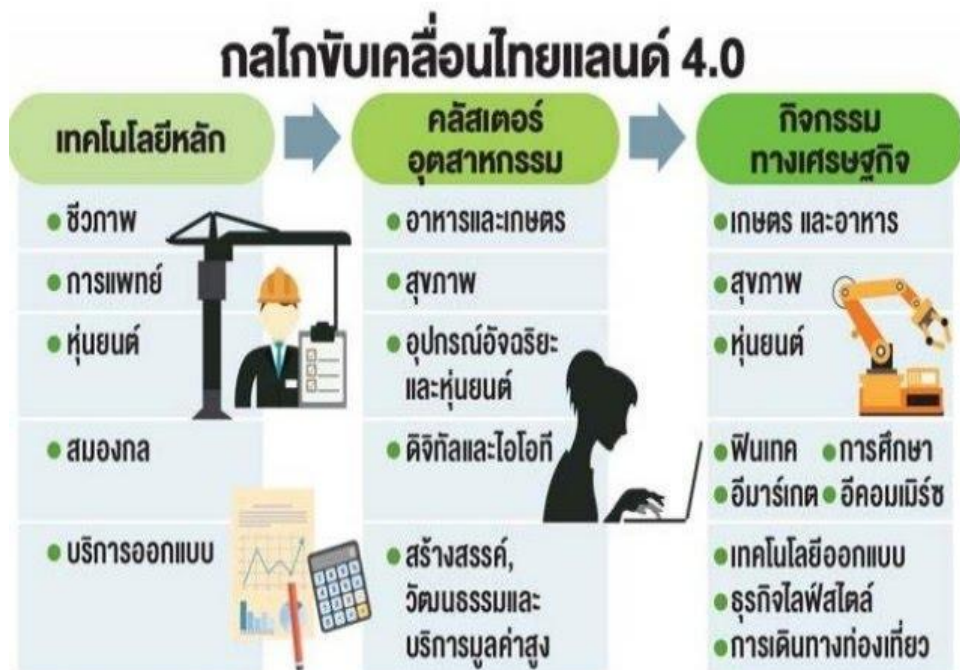 กลไกขับเคลื่อนไทยแลนด์ 4.0
เทคโนโลยีหลัก
คลัสเตอร์
อุตสาหกรรม
กิจกรรม
ทางเศรษฐกิจ
ชีวภาพ
อาหารและเกษตร
เกษตร และอาหาร
การแพทย์
สุขภาพ
สุขภาพ
หุ่นยนต์
อุปกรณ์อัจฉริยะ
และหุ่นยนต์
หุ่นยนต์
สมองกล
ดิจิทัลและไอโอที
ฟินเทค การศึกษา
อีมาร์เกต อีคอมเมิร์ซ
บริการออกแบบ
สร้างสรรค์,
วัฒนธรรมและ
บริการมูลค่าสูง
เทคโนโลยีออกแบบ
ธุรกิจไลฟ์สไตล์
การเดินทางท่องเที่ยว